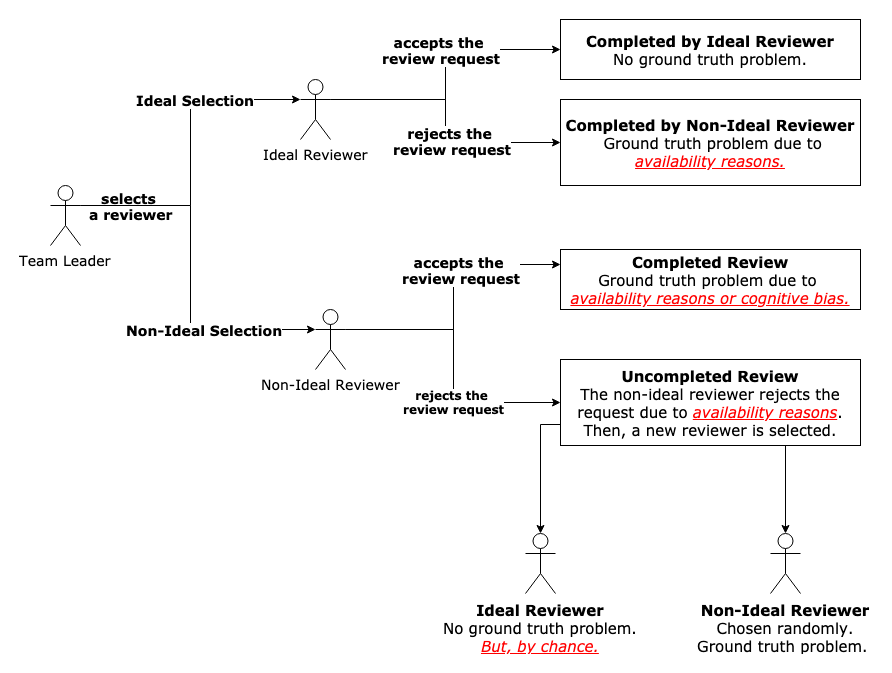 accepts the
review request
Completed by Ideal Reviewer
No ground truth problem.
Ideal Selection
Ideal Reviewer
rejects the
review request
Completed by Non-Ideal Reviewer
Ground truth problem due to
availability reasons.
selects
a reviewer
Team Leader
accepts the
review request
Completed Review
Ground truth problem due to
availability reasons or cognitive bias.
Non-Ideal Selection
Non-Ideal Reviewer
rejects the
review request
Uncompleted Review
The non-ideal reviewer rejects the
request due to availability reasons.
Then, a new reviewer is selected.
Ideal Reviewer
No ground truth problem.
But, by chance.
Non-Ideal Reviewer
Chosen randomly.
Ground truth problem.